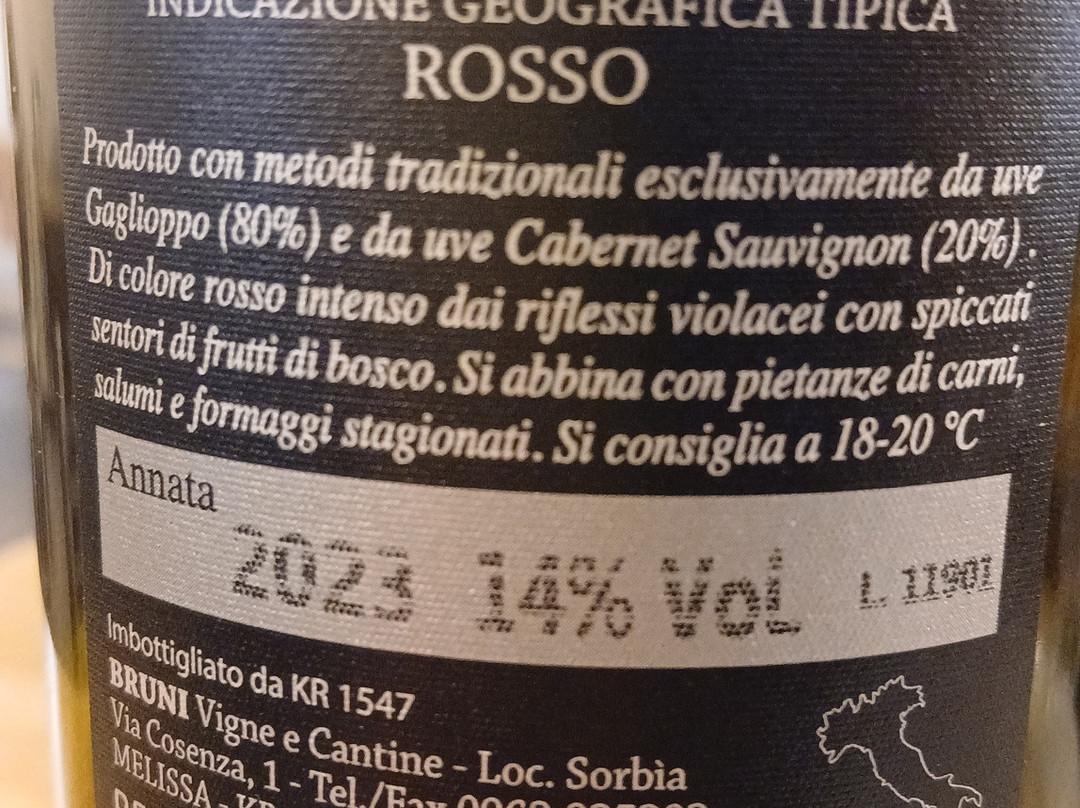 INDICAZIONE GEOGRAFICA TIPICA
ROSSO
Prodotto con metodi tradizionali esclusivamente da uve
Gaglioppo (80%) e da uve Cabernet Sauvignon (20%).
Di colore rosso intenso dai riflessi violacei con spiccati
sentori di frutti di bosco. Si abbina con pietanze di carni,
salumi e formaggi stagionati. Si consiglia a 18-20 °C
Annata
2023 14% Vol L 11901
Imbottigliato da KR 1547
BRUNI Vigne e Cantine - Loc. Sorbìa
Via Cosenza, 1 - Tel./Fax
MELISSA - KR